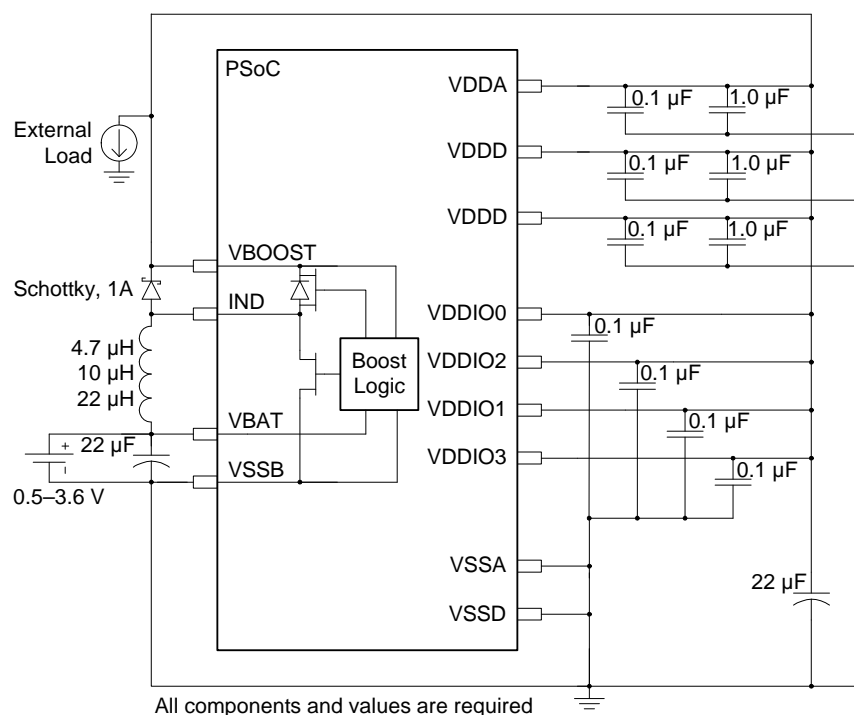 PSoC
VDDA
0.1 µF
1.0 µF
External
Load
VDDD
0.1 µF
1.0 µF
VDDD
0.1 µF
1.0 µF
VBOOST
Schottky, 1A
IND
VDDIO0
0.1 µF
4.7 µH
10 µH
22 µH
Boost
Logic
VDDIO2
0.1 µF
VDDIO1
0.1 µF
VBAT
+
22 µF
VDDIO3
0.1 µF
VSSB
0.5–3.6 V
VSSA
22 µF
VSSD
All components and values are required